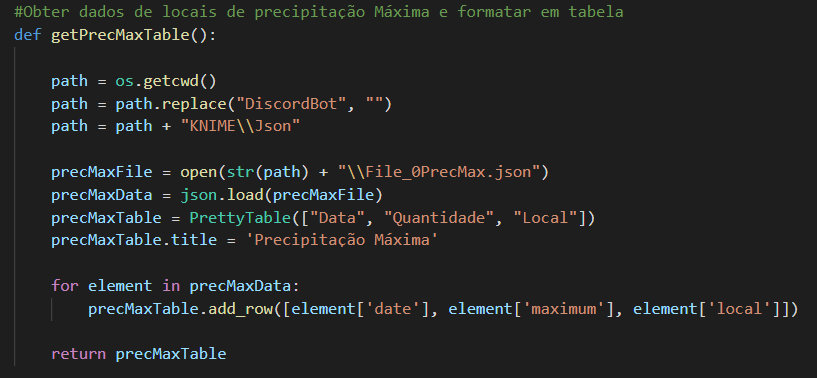 #Obter dados de locais de precipitação Máxima e formatar em tabela
def getPrecMaxTable():
path = os.getcwd()
path = path.replace("DiscordBot", "")
path = path + "KNIME\\Json"
precMaxFile = open(str(path) + "\\File_0PrecMax.json")
precMaxData = json.load(precMaxFile)
precMaxTable = PrettyTable(["Data", "Quantidade", "Local"])
precMaxTable.title = 'Precipitação Máxima'
for element in precMaxData:
precMaxTable.add_row([element['date'], element['maximum'], element['local']])
return precMaxTable